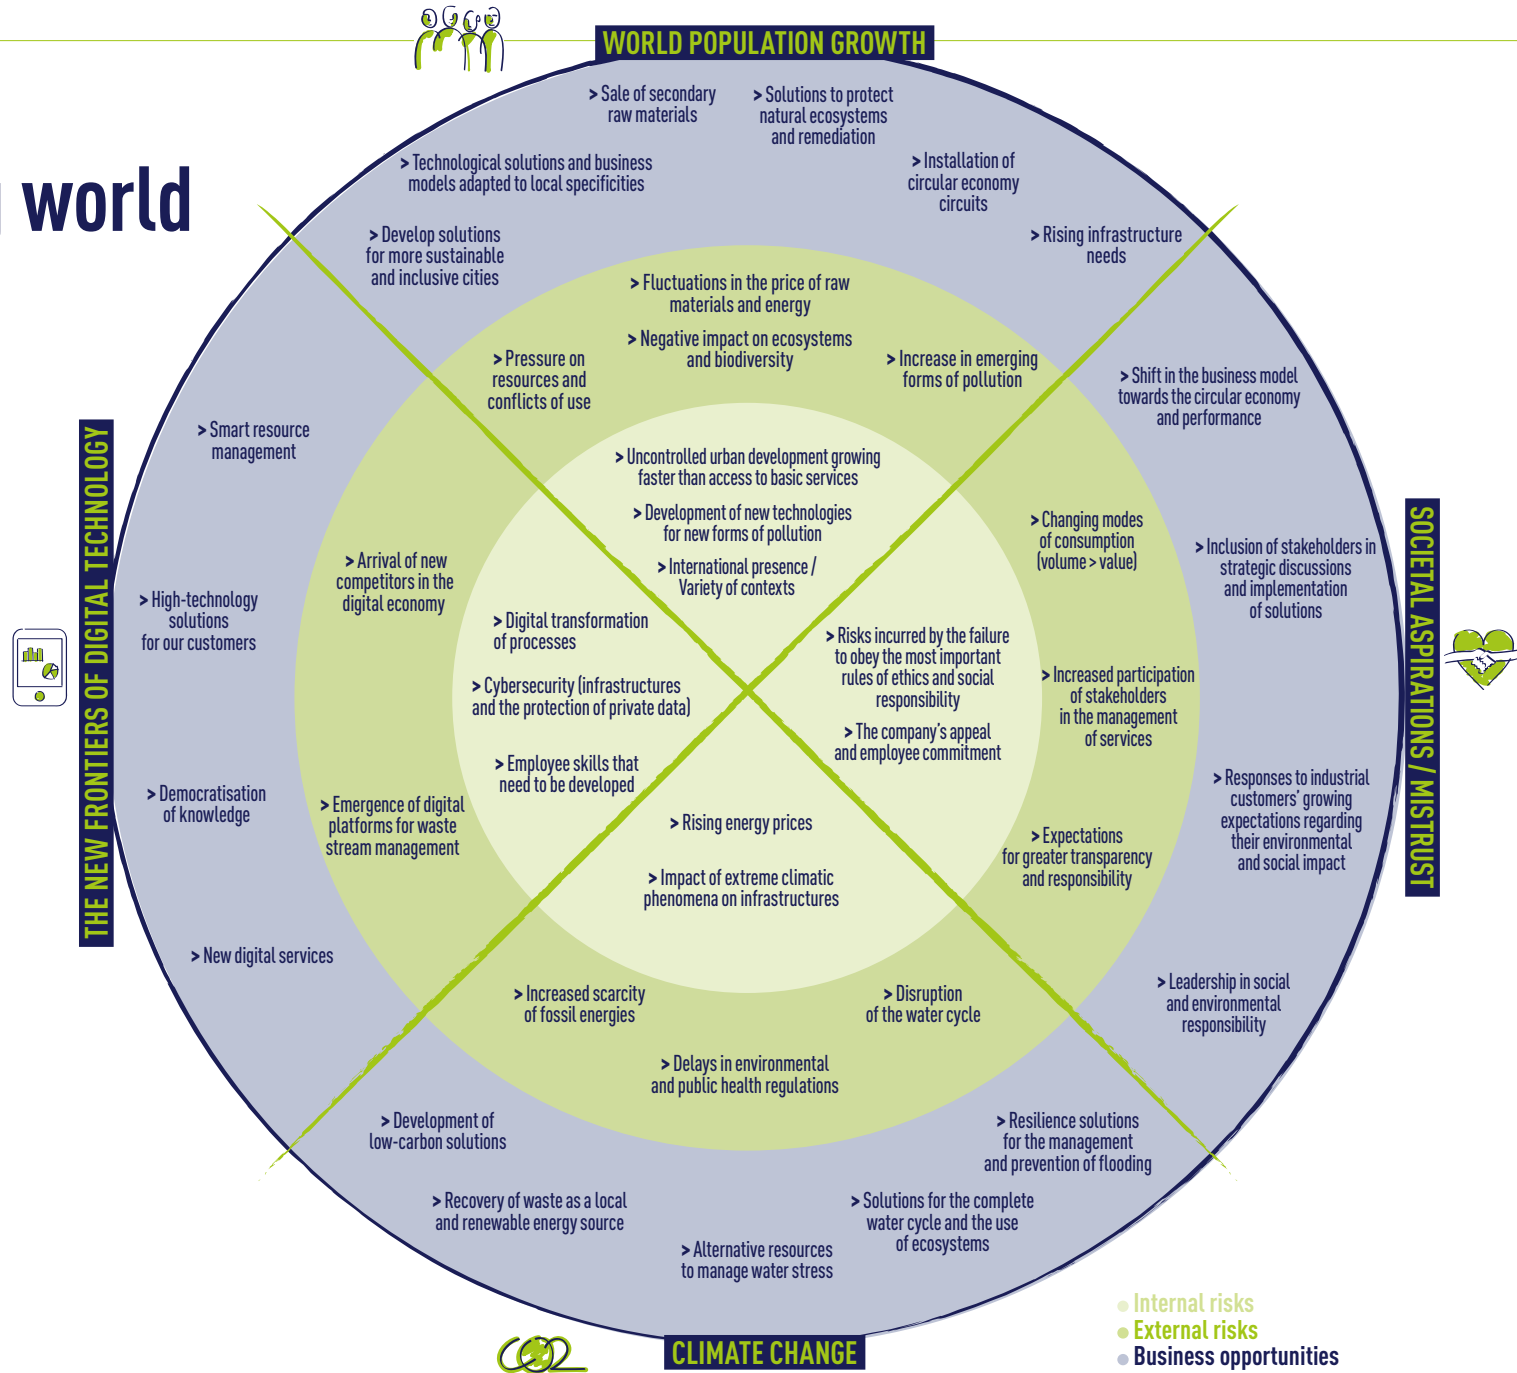 WORLD POPULATION GROWTH
world
> Sale of secondary
raw materials
> Solutions to protect
natural ecosystems
and remediation
> Technological solutions and business
models adapted to local specificities
> Installation of
circular economy
circuits
> Develop solutions
for more sustainable
and inclusive cities
> Rising infrastructure
needs
> Fluctuations in the price of raw
materials and energy
> Negative impact on ecosystems
and biodiversity
> Pressure on
resources and
conflicts of use
> Increase in emerging
forms of pollution
> Uncontrolled urban development growing
faster than access to basic services
> Development of new technologies
for new forms of pollution
> International presence /
Variety of contexts
THE NEW FRONTIERS OF DIGITAL TECHNOLOGY
> Smart resource
management
> High-technology
solutions
for our customers
> Democratisation
of knowledge
> New digital services
> Arrival of new
competitors in the
digital economy
> Emergence of digital
platforms for waste
stream management
> Digital transformation
of processes
> Cybersecurity (infrastructures
and the protection of private data)
> Employee skills that
need to be developed
> Risks incurred by the failure
to obey the most important
rules of ethics and social
responsibility
> The company's appeal
and employee commitment
> Changing modes
of consumption
(volume > value)
> Increased participation
of stakeholders
in the management
of services
> Expectations
for greater transparency
and responsibility
> Shift in the business model
towards the circular economy
and performance
> Inclusion of stakeholders in
strategic discussions
and implementation
of solutions
> Responses to industrial
customers' growing
expectations regarding
their environmental
and social impact
> Leadership in social
and environmental
responsibility
SOCIETAL ASPIRATIONS / MISTRUST
> Rising energy prices
> Impact of extreme climatic
phenomena on infrastructures
> Increased scarcity
of fossil energies
> Disruption
of the water cycle
> Delays in environmental
and public health regulations
> Development of
low-carbon solutions
> Resilience solutions
for the management
and prevention of flooding
> Recovery of waste as a local
and renewable energy source
> Solutions for the complete
water cycle and the use
of ecosystems
> Alternative resources
to manage water stress
CO2
CLIMATE CHANGE
Internal risks
External risks
Business opportunities